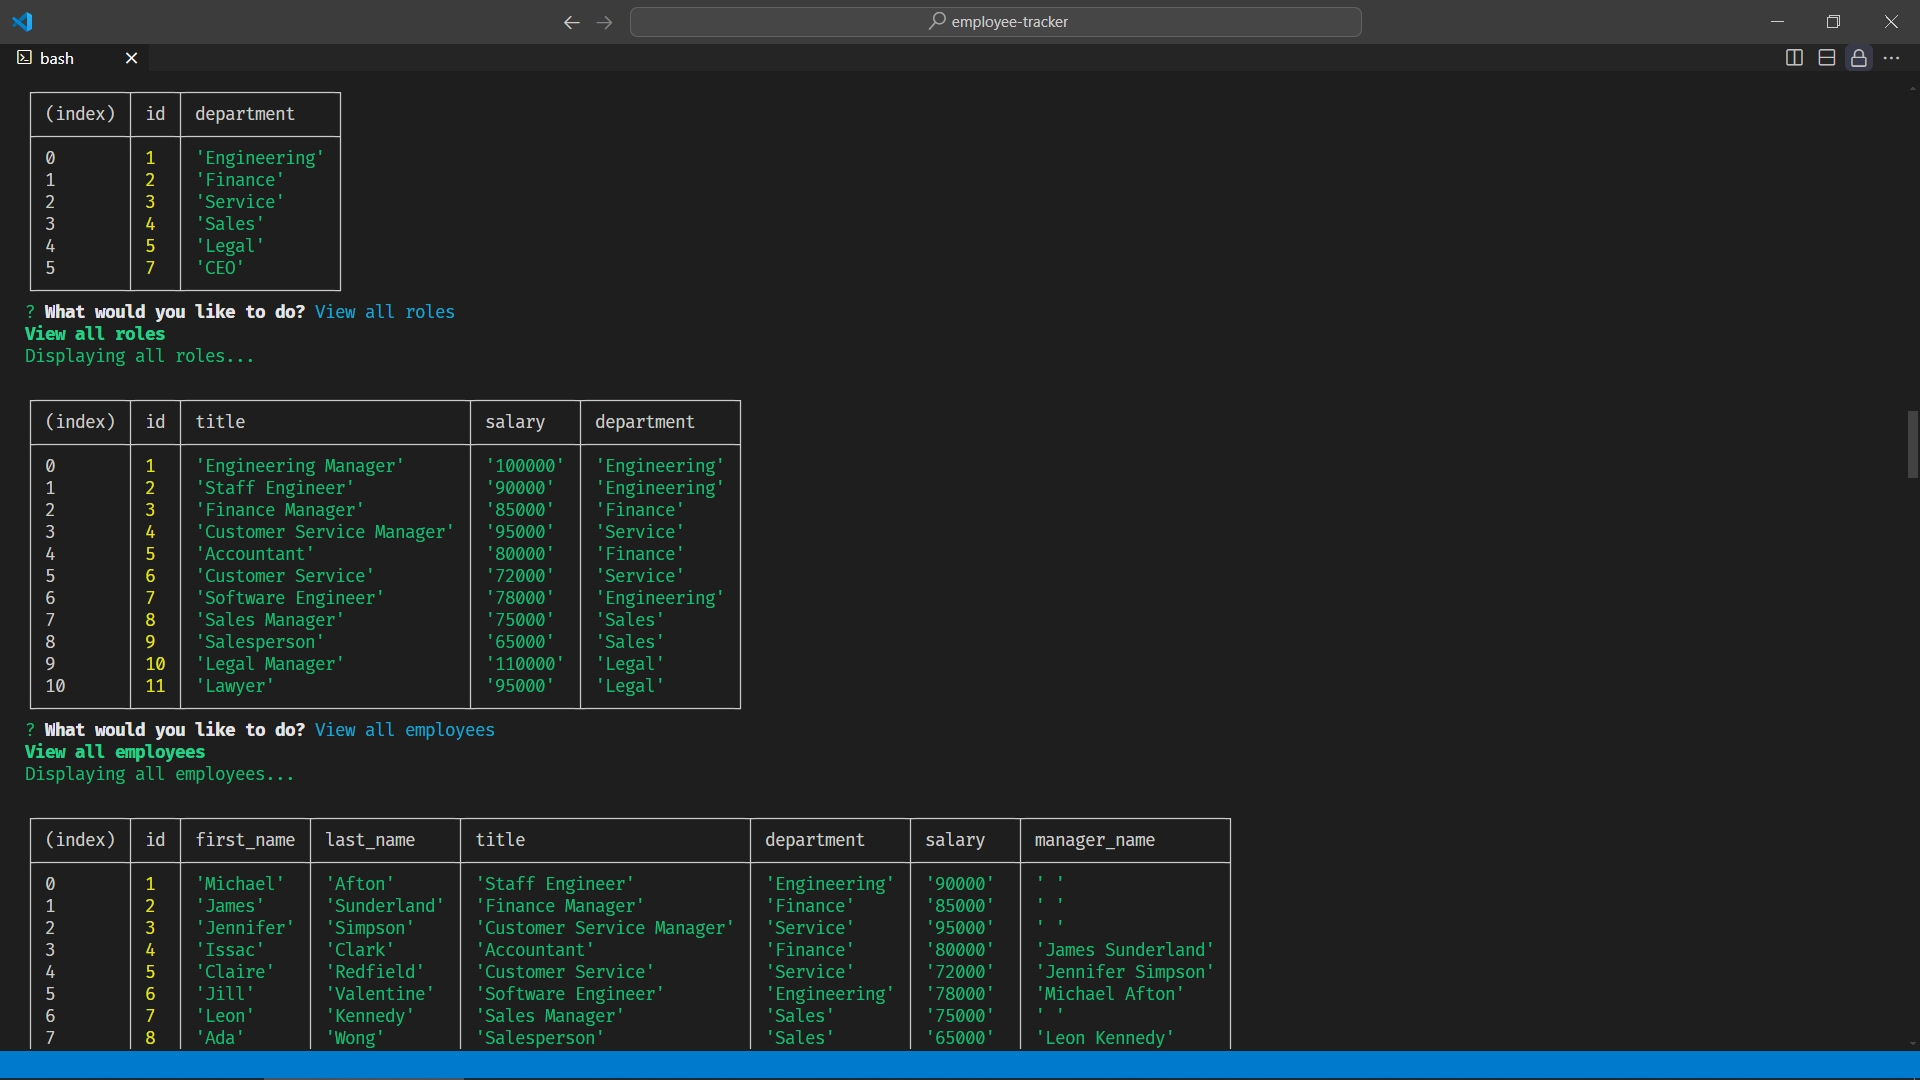 employee-tracker
bash
(index) id department
0 1 'Engineering'
1 2 'Finance'
2 3 'Service'
3 4 'Sales'
4 5 'Legal'
5 7 'CEO'
? What would you like to do? View all roles
View all roles
Displaying all roles...
(index) id title salary department
0 1 'Engineering Manager' '100000' 'Engineering'
1 2 'Staff Engineer' '90000' 'Engineering'
2 3 'Finance Manager' '85000' 'Finance'
3 4 'Customer Service Manager' '95000' 'Service'
4 5 'Accountant' '80000' 'Finance'
5 6 'Customer Service' '72000' 'Service'
6 7 'Software Engineer' '78000' 'Engineering'
7 8 'Sales Manager' '75000' 'Sales'
8 9 'Salesperson' '65000' 'Sales'
9 10 'Legal Manager' '110000' 'Legal'
10 11 'Lawyer' '95000' 'Legal'
? What would you like to do? View all employees
View all employees
Displaying all employees...
(index) id first_name last_name title department salary manager_name
0 1 'Michael' 'Afton' 'Staff Engineer' 'Engineering' '90000' ' '
1 2 'James' 'Sunderland' 'Finance Manager' 'Finance' '85000' ' '
2 3 'Jennifer' 'Simpson' 'Customer Service Manager' 'Service' '95000' ' '
3 4 'Issac' 'Clark' 'Accountant' 'Finance' '80000' 'James Sunderland'
4 5 'Claire' 'Redfield' 'Customer Service' 'Service' '72000' 'Jennifer Simpson'
5 6 'Jill' 'Valentine' 'Software Engineer' 'Engineering' '78000' 'Michael Afton'
6 7 'Leon' 'Kennedy' 'Sales Manager' 'Sales' '75000' ' '
7 8 'Ada' 'Wong' 'Salesperson' 'Sales' '65000' 'Leon Kennedy'